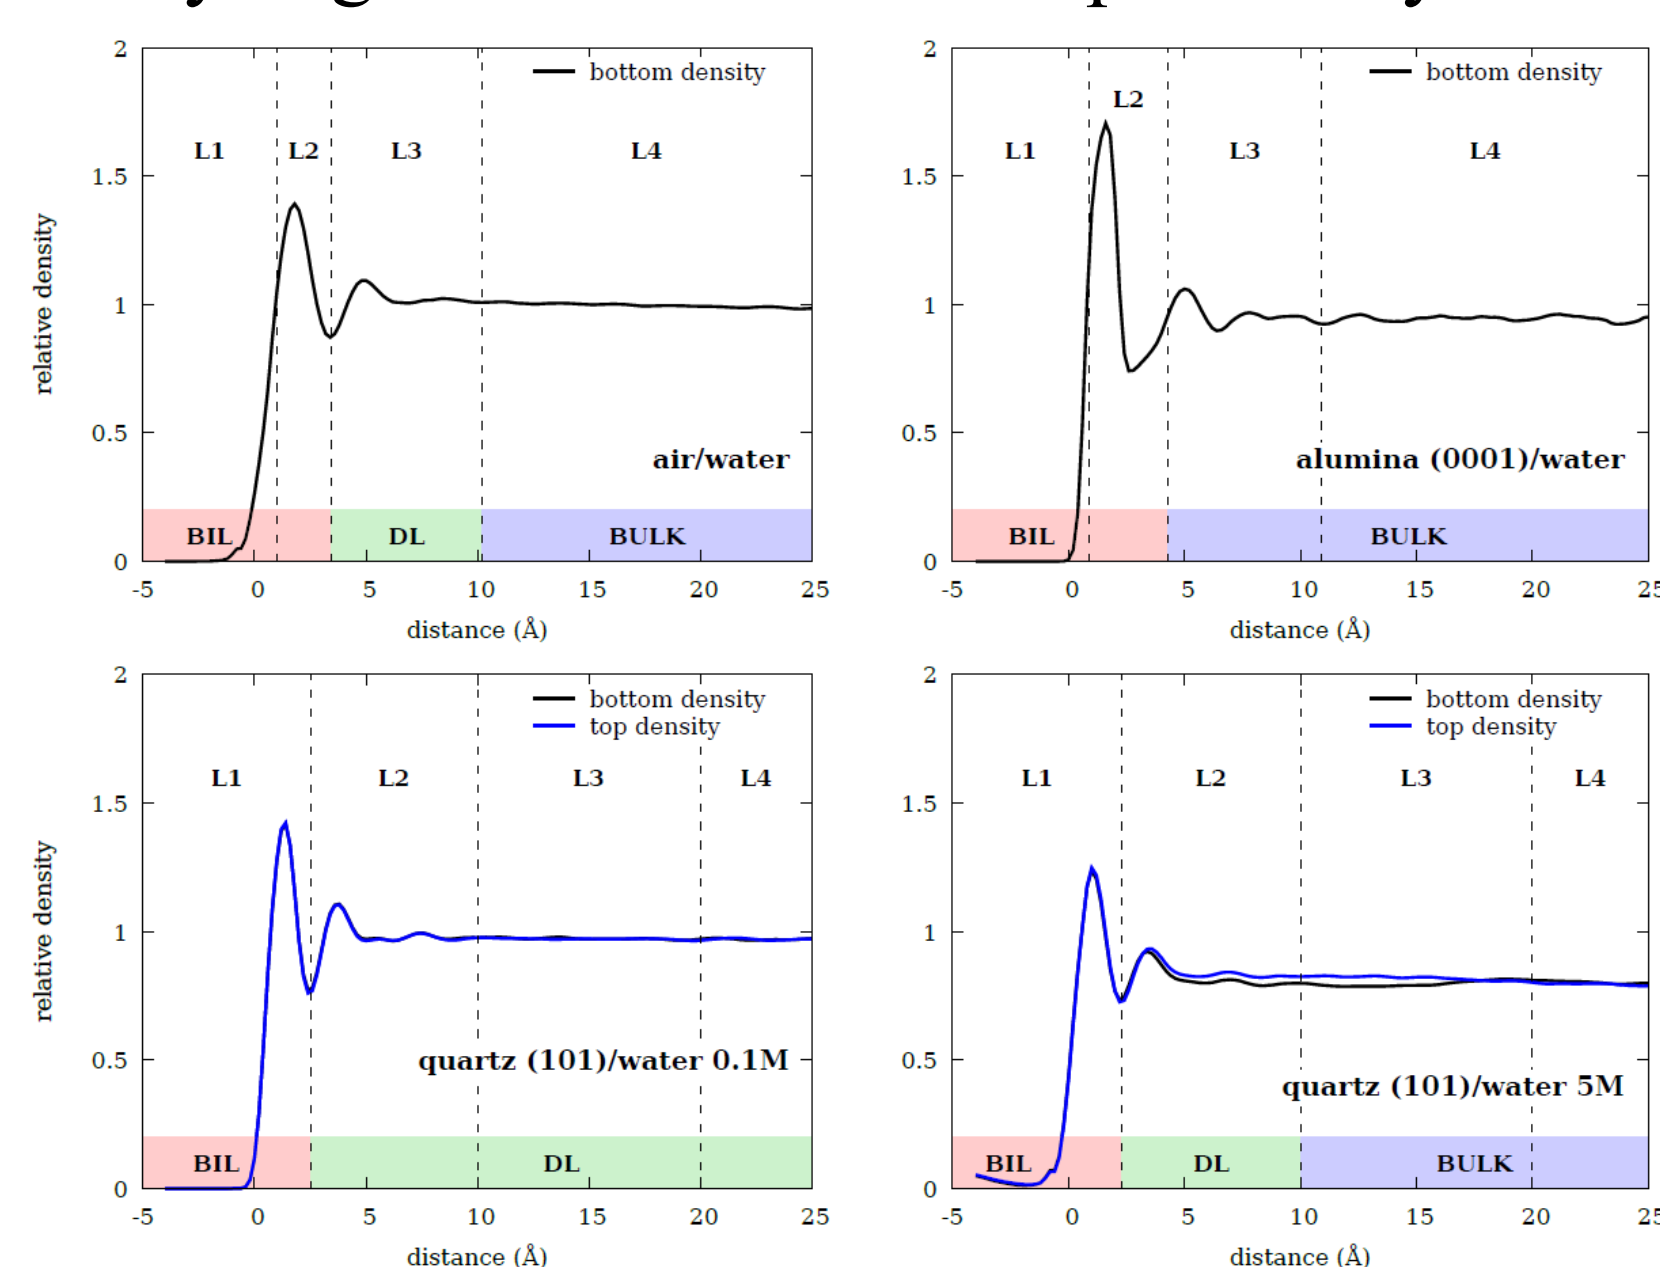 2
bottom density
L1
L2
L3
L4
1.5
relative density
1
0.5
air/water
BIL
DL
BULK
0
-5
0
5
10
15
20
25
distance (Å)
2
bottom density
L2
L1
L3
L4
1.5
1
0.5
alumina (0001)/water
BIL
BULK
0
-5
0
5
10
15
20
distance (Å)
2
bottom density
top density
L1
L2
L3
L4
1.5
relative density
1
0.5
quartz (101)/water 0.1M
BIL
DL
0
-5
0
5
10
15
20
25
distance (Å)
2
bottom density
top density
L1
L2
L3
L4
1.5
1
0.5
quartz (101)/water 5M
BIL
DL
BULK
0
-5
0
5
10
15
20
distance (Å)